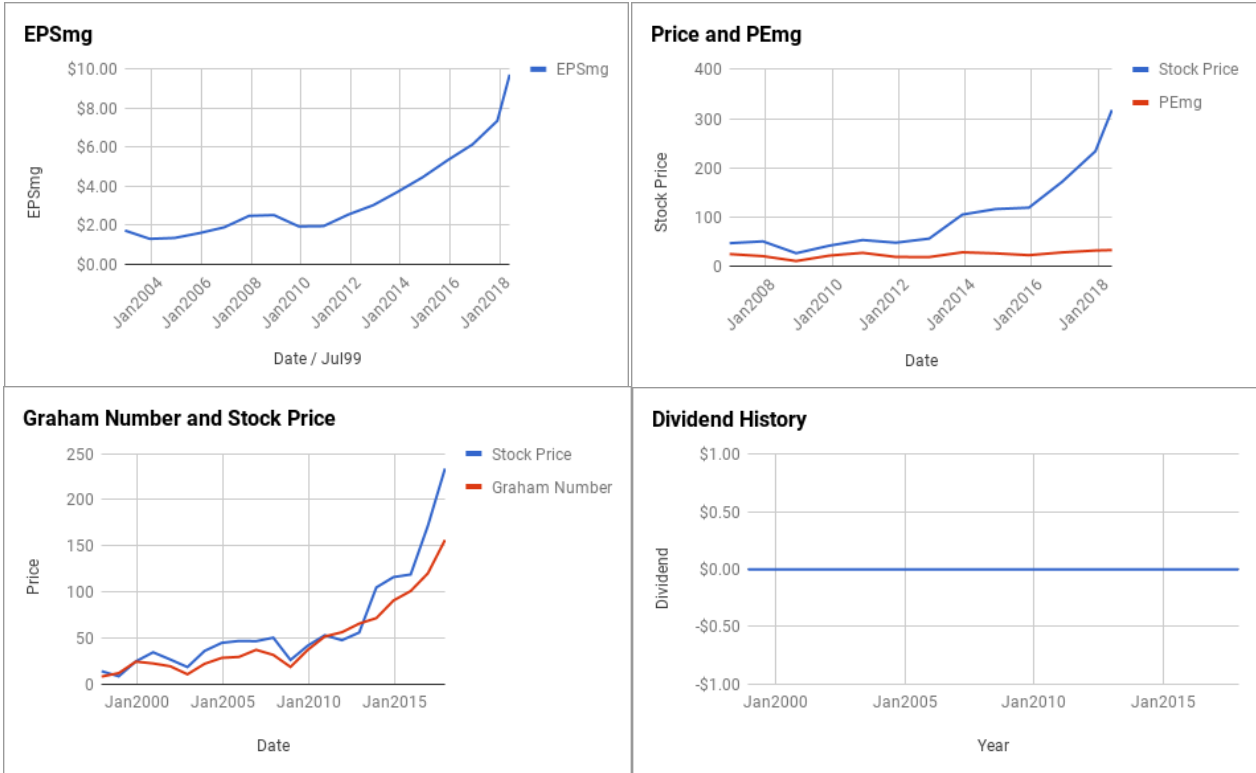 EPSmg
$10.00
$8.00
$6.00
$4.00
$2.00
$0.00
EPSmg
EPSmg
Jan2004
Jan2006
Jan2008
Jan2010
Jan2012
Jan2014
Jan2016
Jan2018
Date / Jul99
Price and PEmg
400
300
200
100
0
Stock Price
Stock Price
PEmg
Jan2008
Jan2010
Jan2012
Jan2014
Jan2016
Jan2018
Date
Graham Number and Stock Price
250
200
150
100
50
0
Price
Stock Price
Graham Number
Jan2000
Jan2005
Jan2010
Jan2015
Date
Dividend History
$1.00
$0.50
$0.00
-$0.50
-$1.00
Dividend
Jan2000
Jan2005
Jan2010
Jan2015
Year